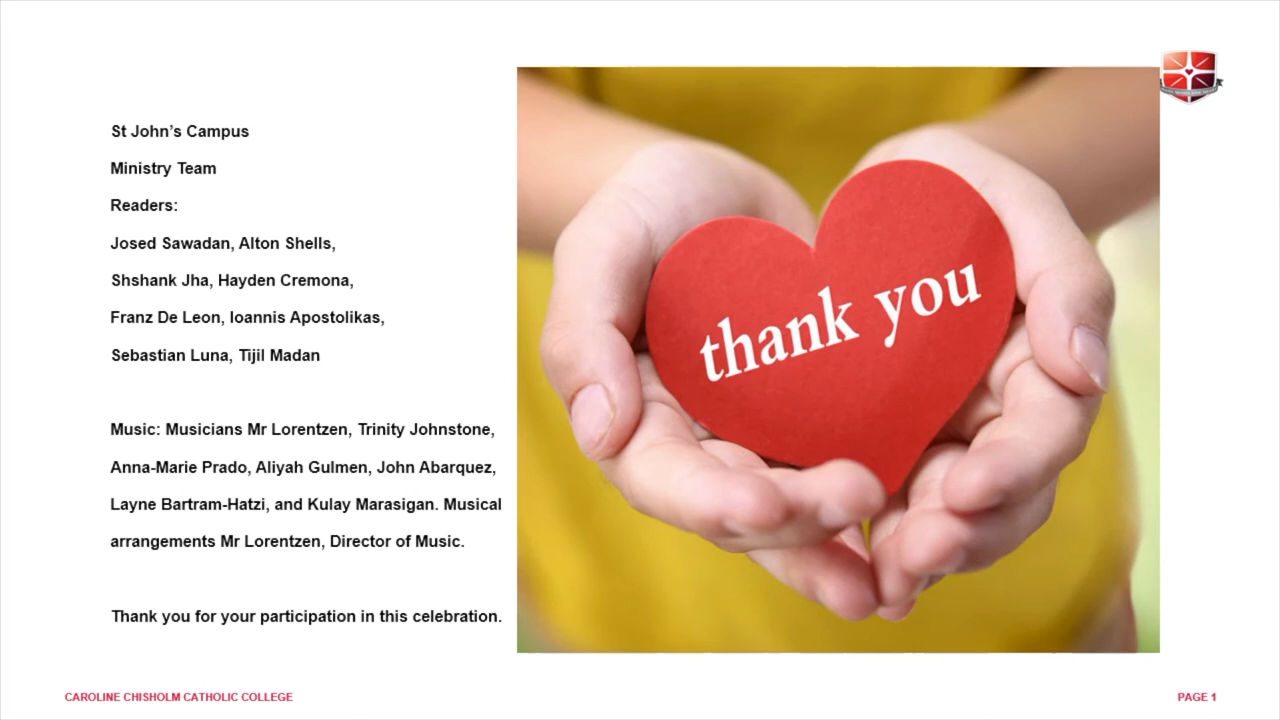 St John’s Campus
Ministry Team
Readers:
Josed Sawadan, Alton Shells,
Shshank Jha, Hayden Cremona,
Franz De Leon, Ioannis Apostolikas,
Sebastian Luna, Tijil Madan
Music: Musicians Mr Lorentzen, Trinity Johnstone,
Anna-Marie Prado, Aliyah Gulmen, John Abarquez,
Layne Bartram-Hatzi, and Kulay Marasigan. Musical
arrangements Mr Lorentzen, Director of Music.
Thank you for your participation in this celebration.
thank you
CAROLINE CHISHOLM CATHOLIC COLLEGE
PAGE 1